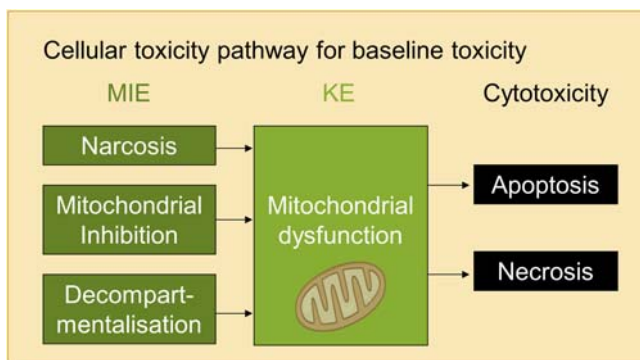 Cellular toxicity pathway for baseline toxicity
MIE
KE
Cytotoxicity
Narcosis
Mitochondrial
Inhibition
Decompart-
mentalisation
Mitochondrial
dysfunction
Apoptosis
Necrosis